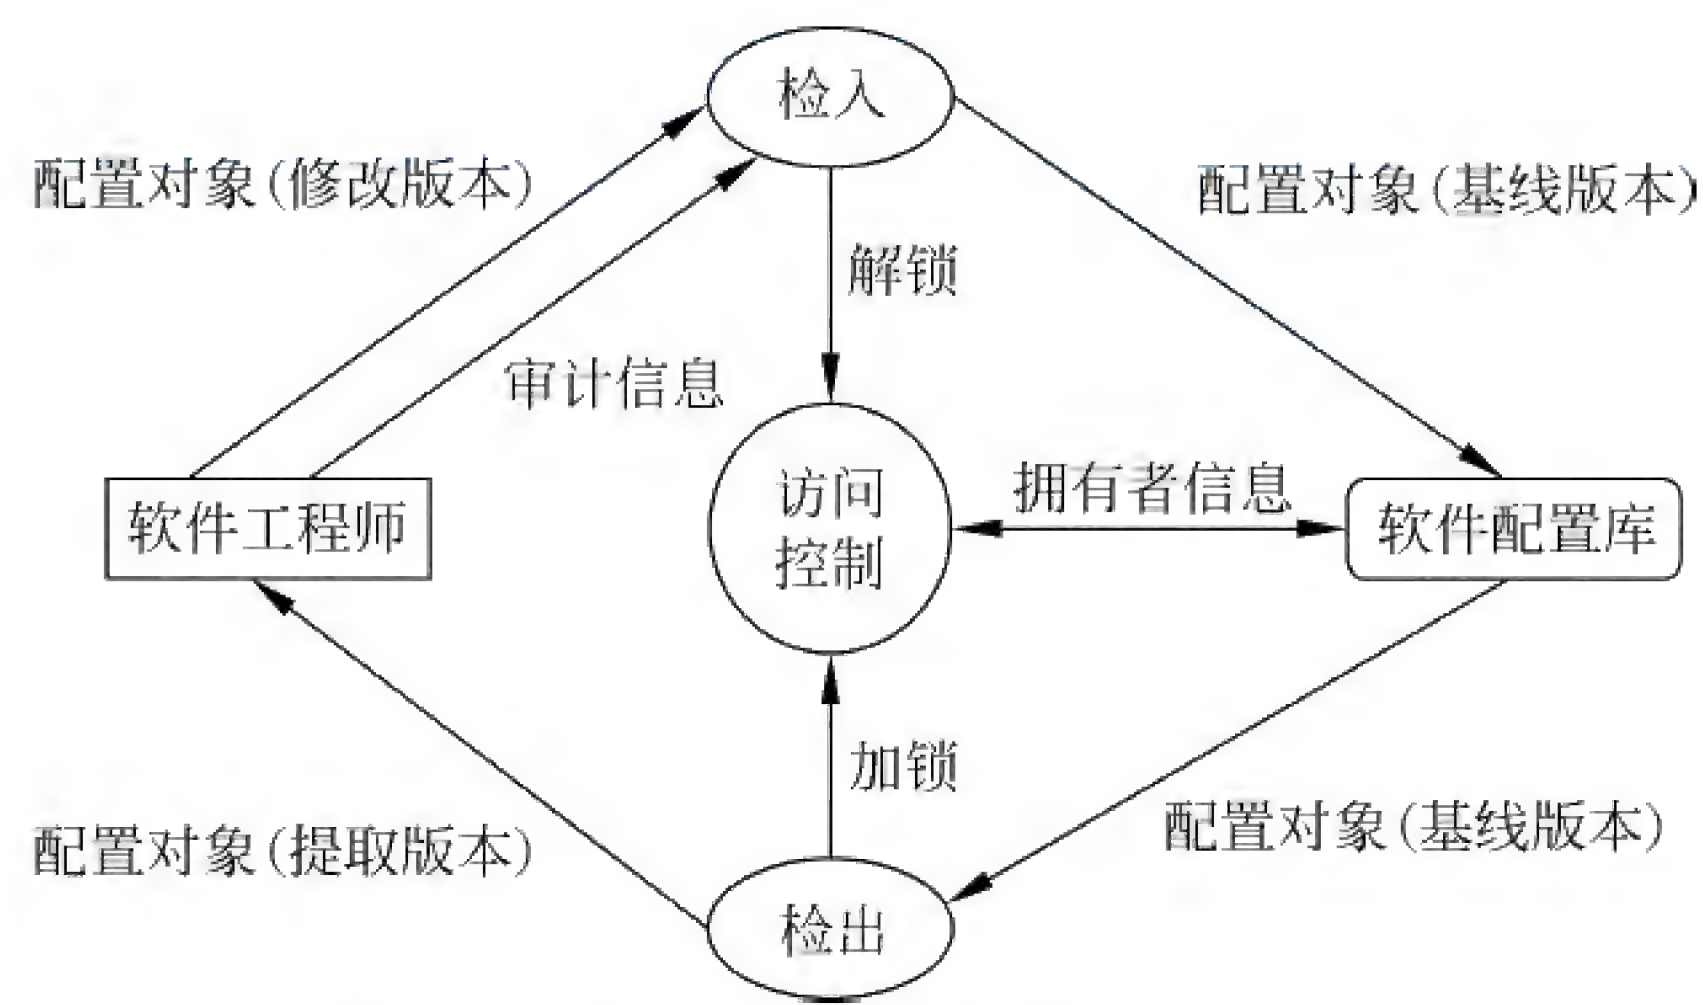 检入
配置对象(修改版本)
配置对象(基线版本)
解锁
审计信息
访问
控制
拥有者信息
软件工程师
软件配置库
加锁
配置对象(提取版本)
配置对象(基线版本)
检出